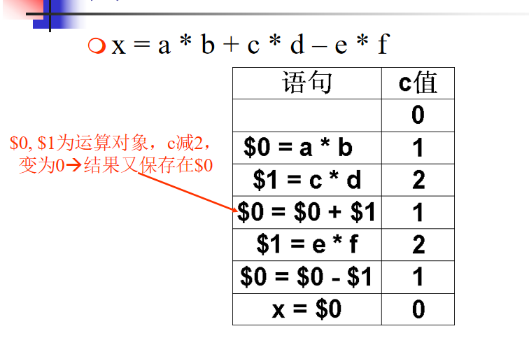 x = a * b + c * d – e * f
语句 c值
0
$0 = a * b 1
$1 = c * d 2
$0 = $0 + $1 1
$1 = e * f 2
$0 = $0 - $1 1
x = $0 0
$0, $1为运算对象，c减2，
变为0→结果又保存在$0